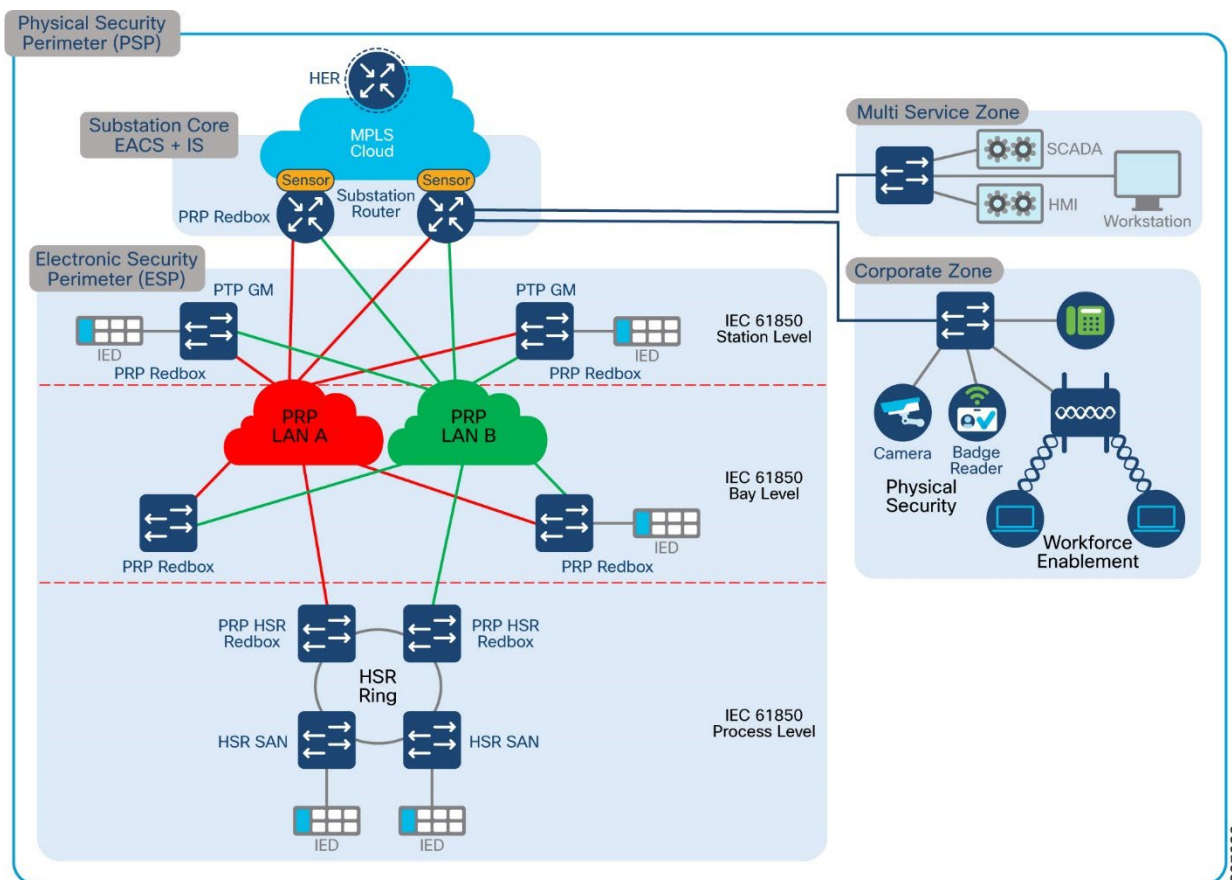 Physical Security
Perimeter (PSP)
HER
MPLS
Cloud
Substation Core
EACS + IS
Sensor
Sensor
PRP Redbox
Substation
Router
Multi Service Zone
SCADA
HMI
Workstation
Electronic Security
Perimeter (ESP)
PTP GM
PTP GM
IED
IED
PRP Redbox
PRP Redbox
IEC 61850
Station Level
Corporate Zone
Camera
Badge
Reader
Physical
Security
Workforce
Enablement
PRP
LAN A
PRP
LAN B
IEC 61850
Bay Level
PRP Redbox
PRP Redbox
IED
PRP HSR
Redbox
PRP HSR
Redbox
HSR
Ring
HSR SAN
HSR SAN
IEC 61850
Process Level
IED
IED